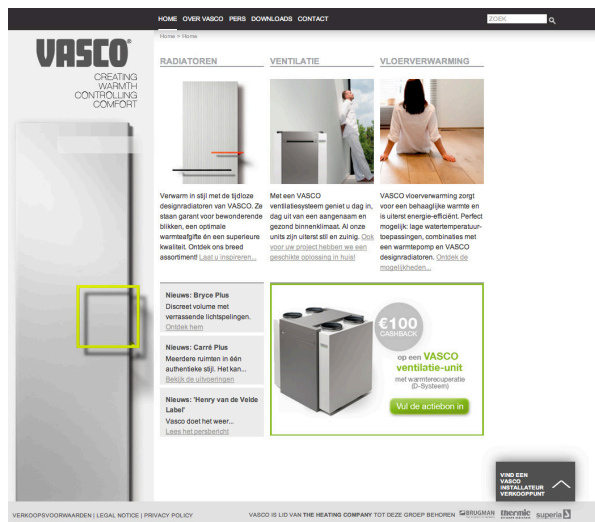 HOME OVER VASCO PERS DOWNLOADS CONTACT
ZOEK
Home > Home
VASCO
CREATING
WARMTH
CONTROLLING
COMFORT
RADIATOREN
Verwarm in stijl met de tijdloze
designradiatoren van VASCO. Ze
staan garant voor bewonderende
blikken, een optimale
warmteafgifte én een superieure
kwaliteit. Ontdek ons breed
assortiment! Laat u inspireren...
VENTILATIE
Met een VASCO
ventilatiesysteem geniet u dag in,
dag uit van een aangenaam en
gezond binnenklimaat. Al onze
units zijn uiterst stil en zuinig. Ook
voor uw project hebben we een
geschikte oplossing in huis!
VLOERVERWARMING
VASCO vloerverwarming zorgt
voor een behaaglijke warmte en
is uiterst energie-efficiënt. Perfect
mogelijk: lage watertemperatuur-
toepassingen, combinaties met
een warmtepomp en VASCO
designradiatoren. Ontdek de
mogelijkheden...
Nieuws: Bryce Plus
Discreet volume met
verrassende lichtspelingen.
Ontdek hem
Nieuws: Carré Plus
Meerdere ruimten in één
authentieke stijl. Het kan...
Bekijk de uitvoeringen
Nieuws: 'Henry van de Velde
Label'
Vasco doet het weer...
Lees het persbericht
€100
CASHBACK
op een VASCO
ventilatie-unit
met warmterecuperatie
(D-Systeem)
Vul de actiebon in
VIND EEN
VASCO
INSTALLATEUR
VERKOOPPUNT
VERKOOPSVOORWAARDEN | LEGAL NOTICE | PRIVACY POLICY
VASCO IS LID VAN THE HEATING COMPANY TOT DEZE GROEP BEHOREN BRUGMAN thermic superia